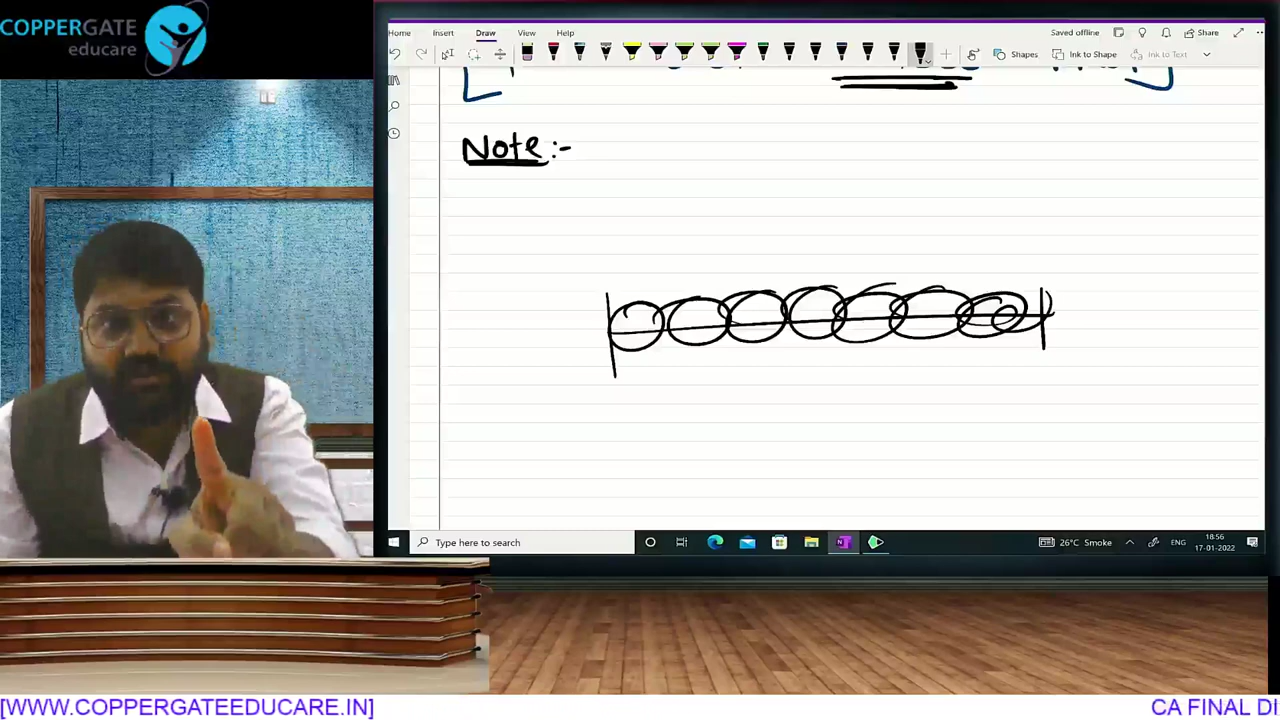 COPPERGATE
educare
Home Insert Draw View Help
Saved offline
Share
Shapes
Ink to Shape
Ink to Text
Note :-
Type here to search
26°C Smoke
ENG
18:56
17-01-2022
[WWW.COPPERGATEEDUCARE.IN]
CA FINAL DI